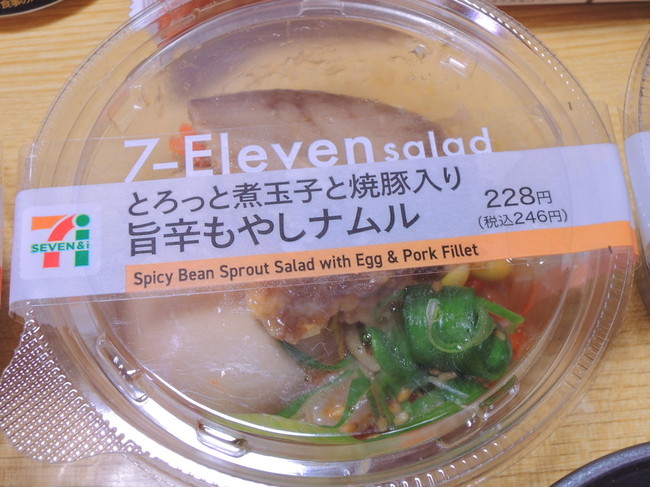 7-Eleven salad
とろっと煮玉子と焼豚入り
旨辛もやしナムル
228円
(税込246円)
7i
SEVEN&i
Spicy Bean Sprout Salad with Egg & Pork Fillet